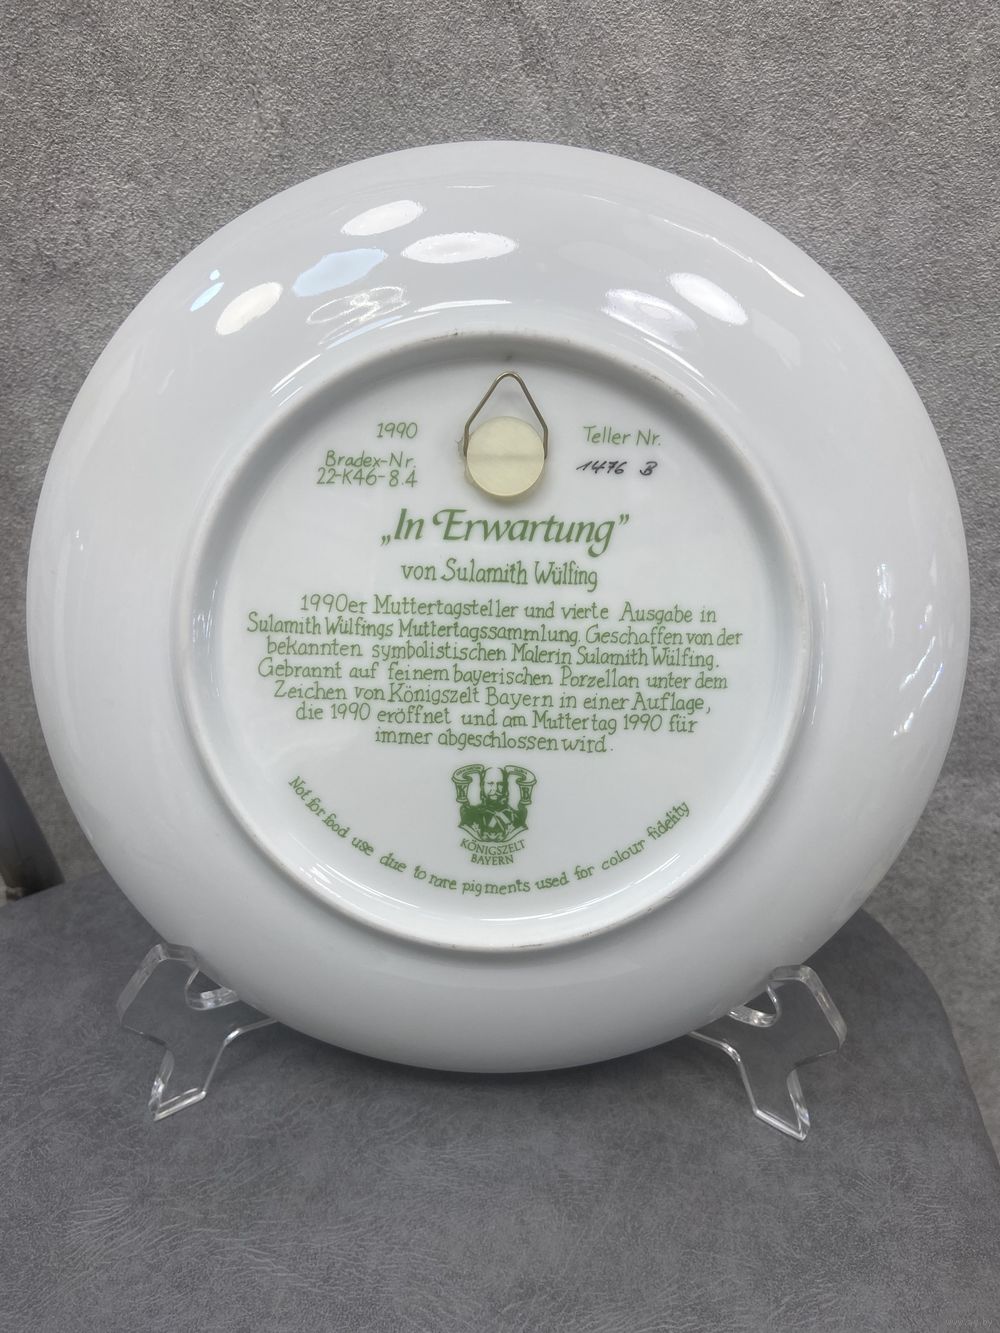 1990
Bradex-Nr.
22-K46-8.4
Teller Nr.
1476 B
„In Erwartung”
von Sulamith Wülfing
1990er Muttertagsteller und vierte Ausgabe in
Sulamith Wülfings Muttertagssammlung. Geschaffen von der
bekannten symbolistischen Malerin Sulamith Wülfing.
Gebrannt auf feinem bayerischen Porzellan unter dem
Zeichen von Königszelt Bayern in einer Auflage,
die 1990 eröffnet und am Muttertag 1990 für
immer abgeschlossen wird.
KÖNIGSZELT
BAYERN
Not for food use due to rare pigments used for colour fidelity